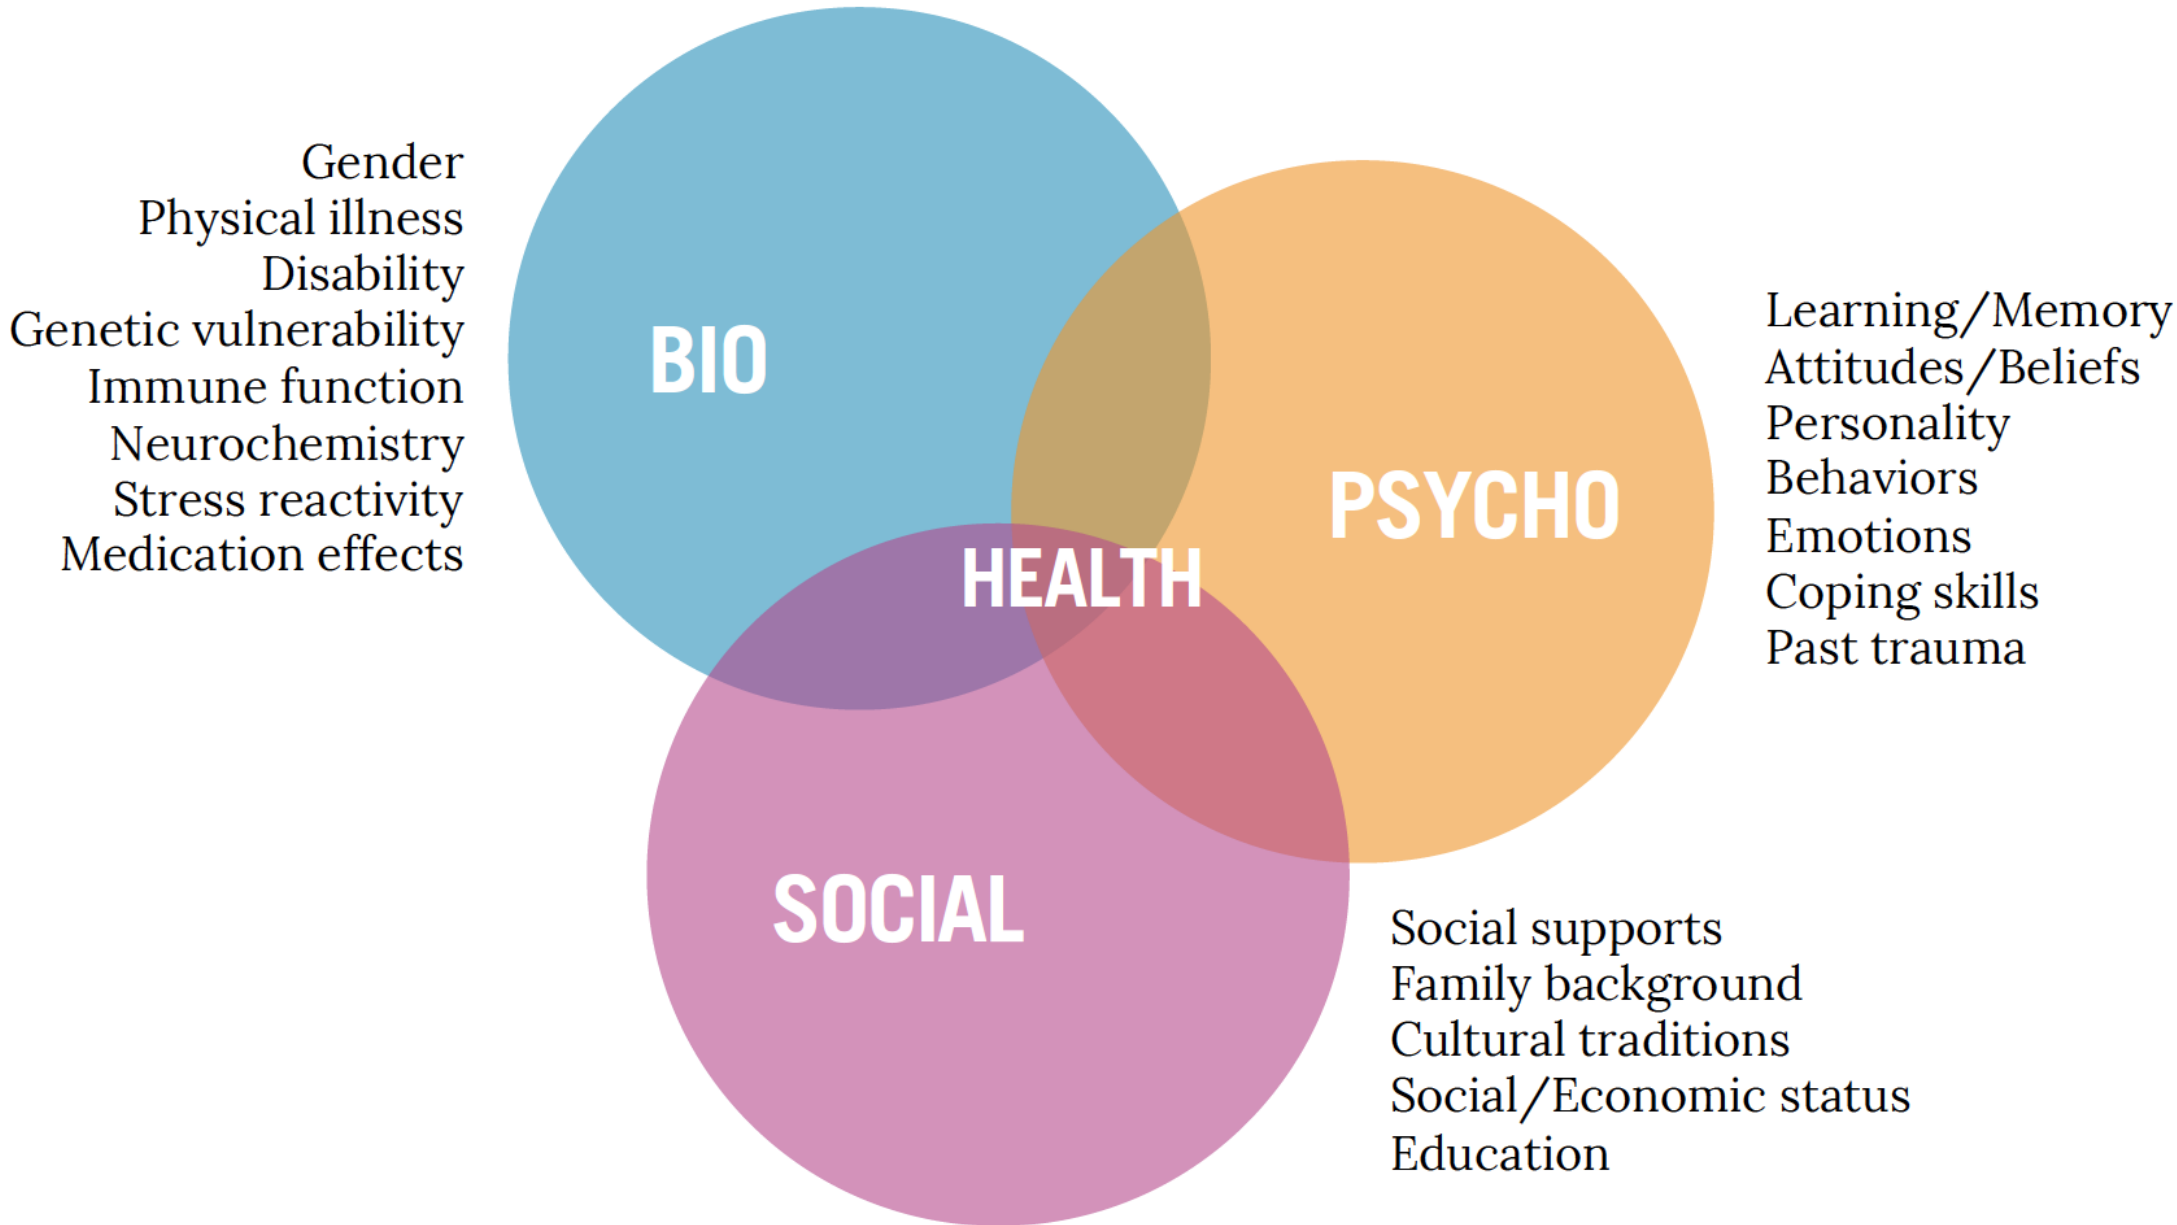 Gender
Physical illness
Disability
Genetic vulnerability
Immune function
Neurochemistry
Stress reactivity
Medication effects
BIO
PSYCHO
HEALTH
SOCIAL
Learning/Memory
Attitudes/Beliefs
Personality
Behaviors
Emotions
Coping skills
Past trauma
Social supports
Family background
Cultural traditions
Social/Economic status
Education